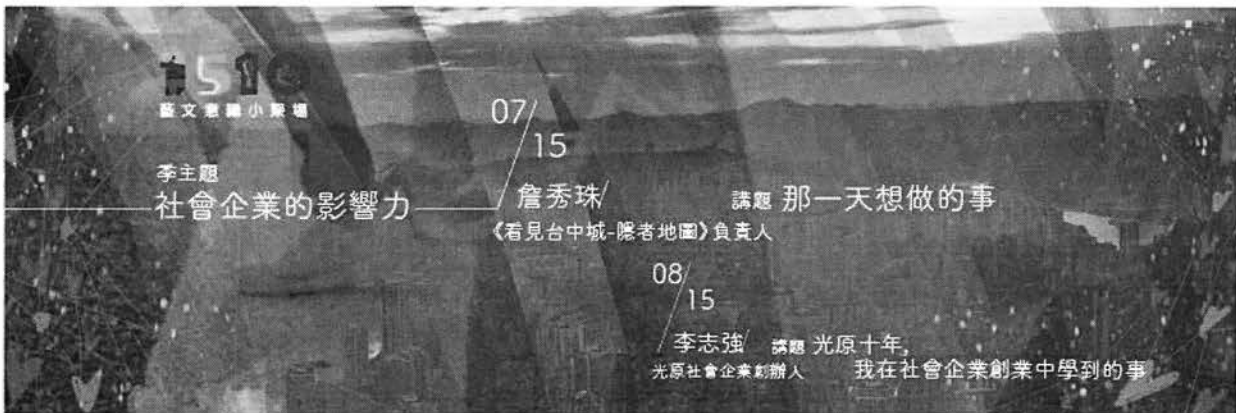 1510
藝文意識小聚場
季主題
社會企業的影響力
07/15
詹秀珠/
講題 那一天想做的事
《看見台中城-隱者地圖》負責人
08/15
李志強/
講題 光原十年,
光原社會企業創辦人
我在社會企業創業中學到的事